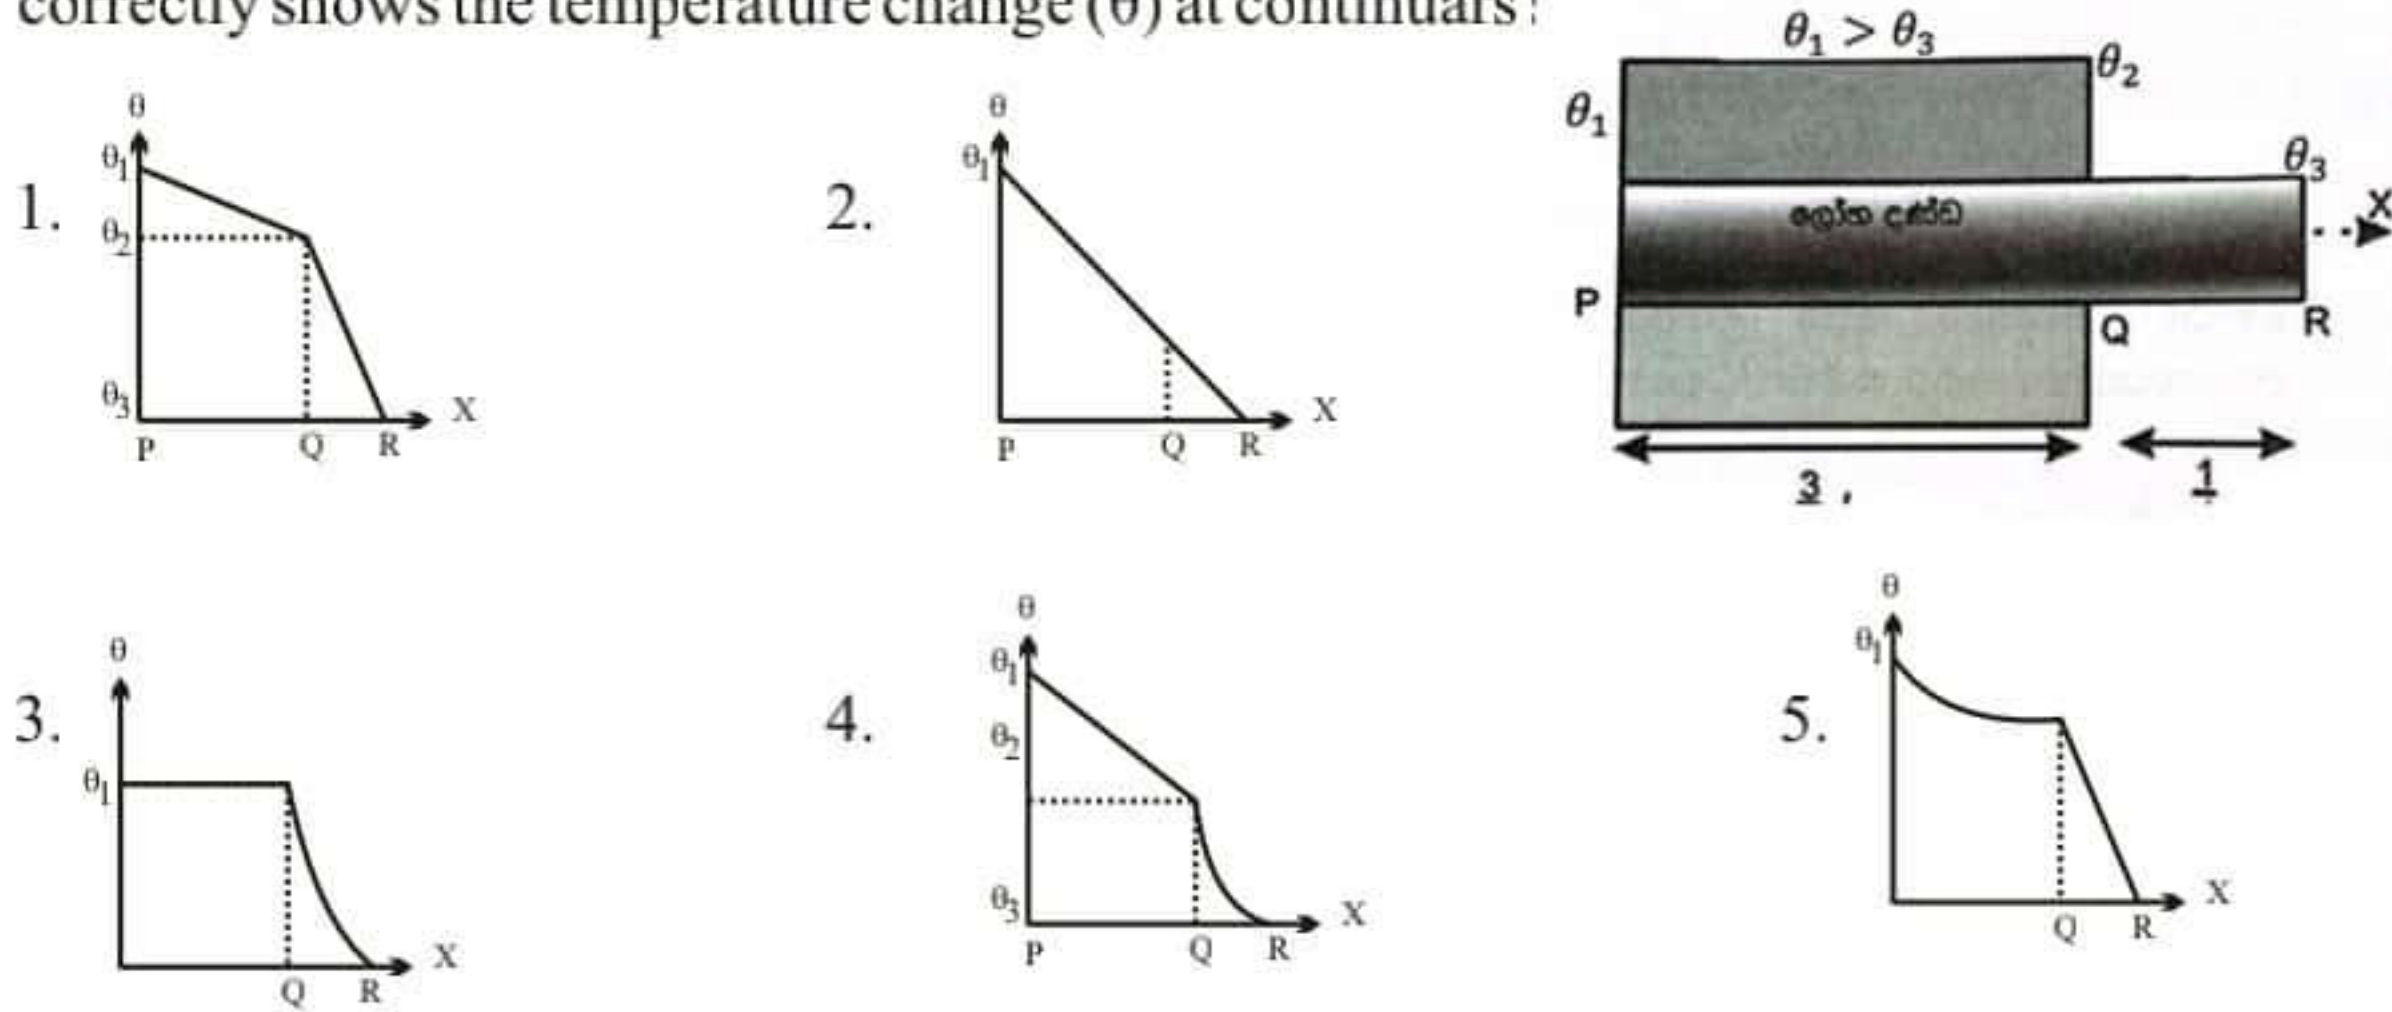 correctly shows the temperature change (θ) at continuars?
θ₁ > θ₃
θ₂
θ₁
θ₃
X
ලෝහ දණ්ඩ
P
Q
R
3 .
1
1.
θ
θ₁
θ₂
θ₃
P
Q
R
X
2.
θ
θ₁
P
Q
R
X
3.
θ
θ₁
Q
R
X
4.
θ
θ₁
θ₂
θ₃
P
Q
R
X
5.
θ
θ₁
Q
R
X